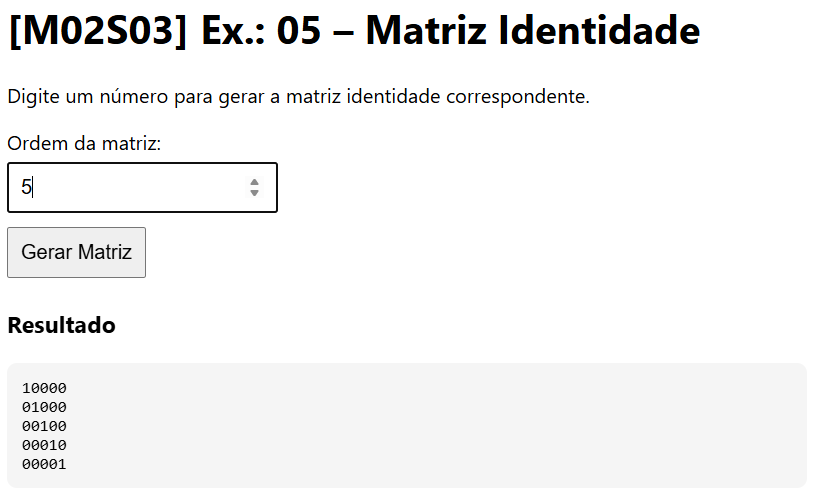 [M02S03] Ex.: 05 – Matriz Identidade
Digite um número para gerar a matriz identidade correspondente.
Ordem da matriz:
5
Gerar Matriz
Resultado
10000
01000
00100
00010
00001